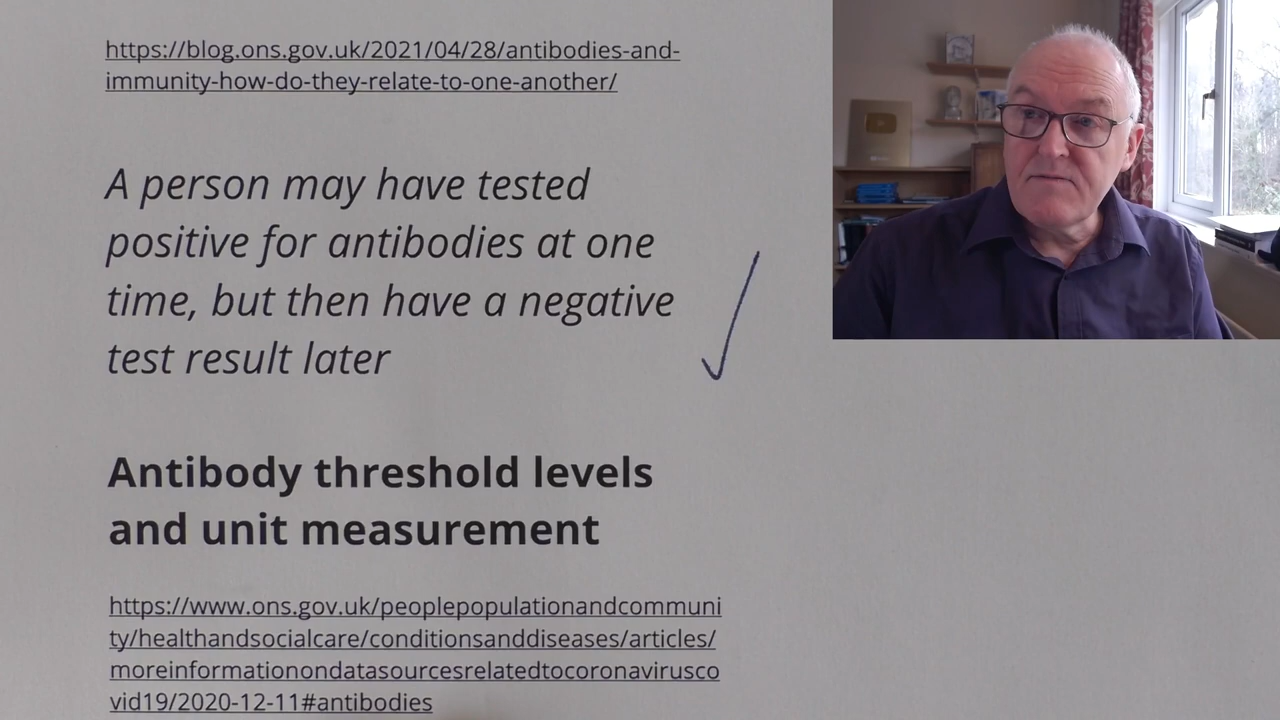 https://blog.ons.gov.uk/2021/04/28/antibodies-and-
immunity-how-do-they-relate-to-one-another/
A person may have tested
positive for antibodies at one
time, but then have a negative
test result later
Antibody threshold levels
and unit measurement
https://www.ons.gov.uk/peoplepopulationandcommuni
ty/healthandsocialcare/conditionsanddiseases/articles/
moreinformationondatasourcesrelatedtocoronavirusco
vid19/2020-12-11#antibodies